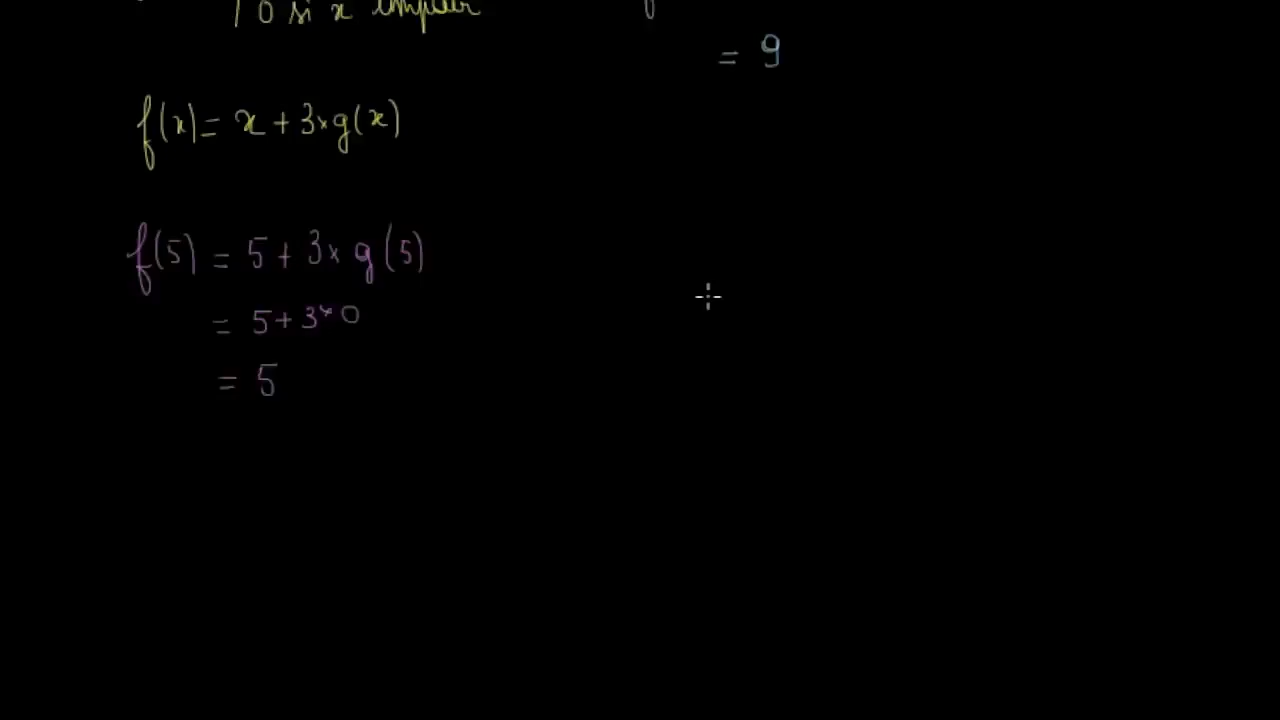 0 si x impair
= 9
f(x) = x + 3×g(x)
f(5) = 5 + 3× g(5)
= 5 + 3×0
= 5